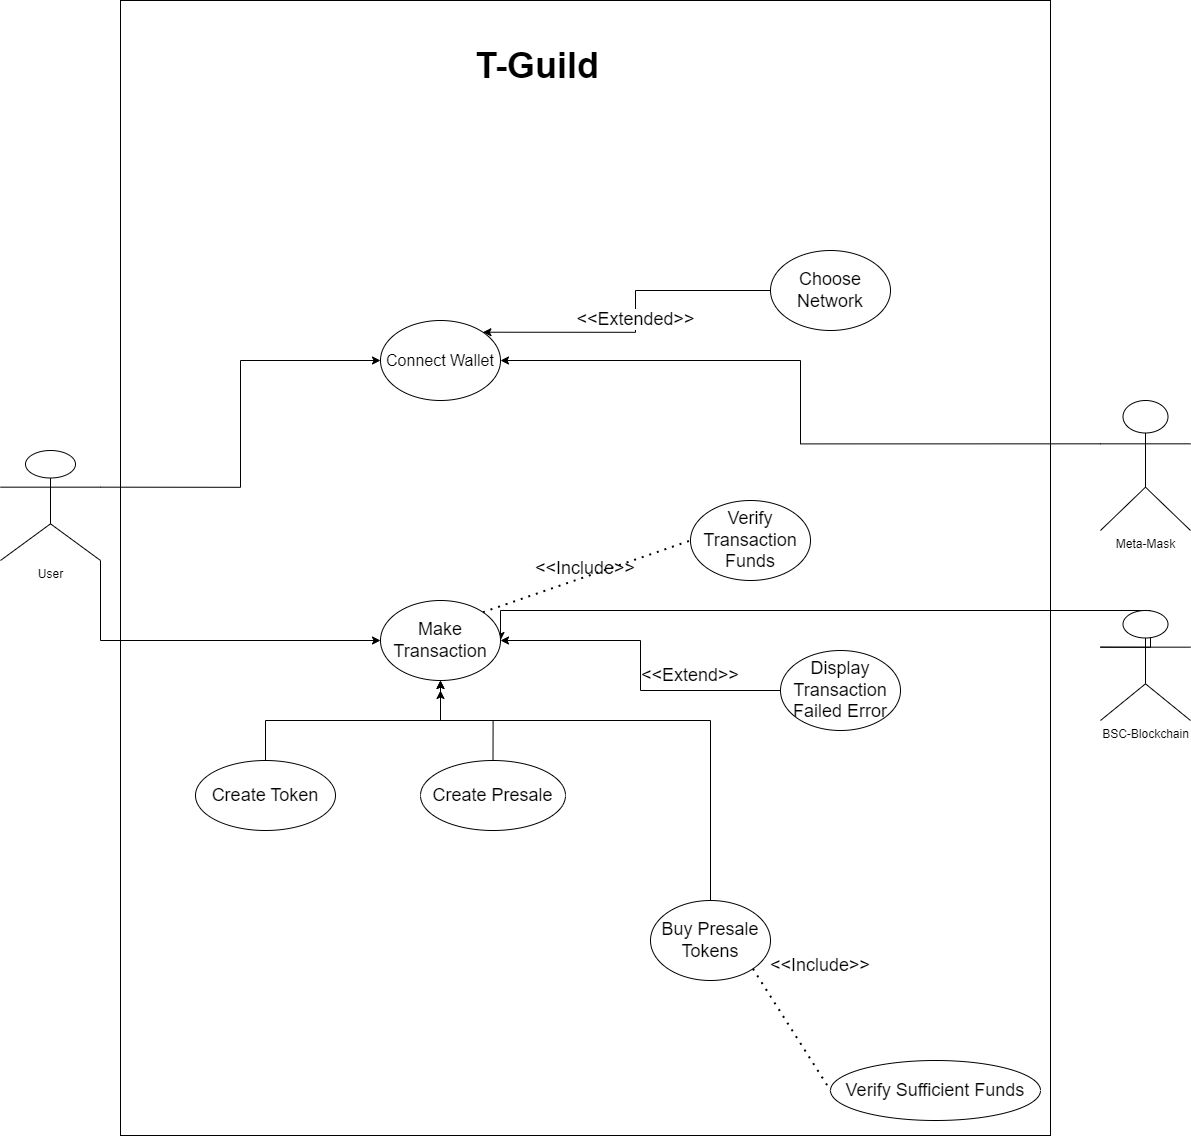 T-Guild
Choose
Network
<<Extended>>
Connect Wallet
Verify
Transaction
Funds
Meta-Mask
<<Include>>
User
Make
Transaction
<<Extend>>
Display
Transaction
Failed Error
BSC-Blockchain
Create Token
Create Presale
Buy Presale
Tokens
<<Include>>
Verify Sufficient Funds